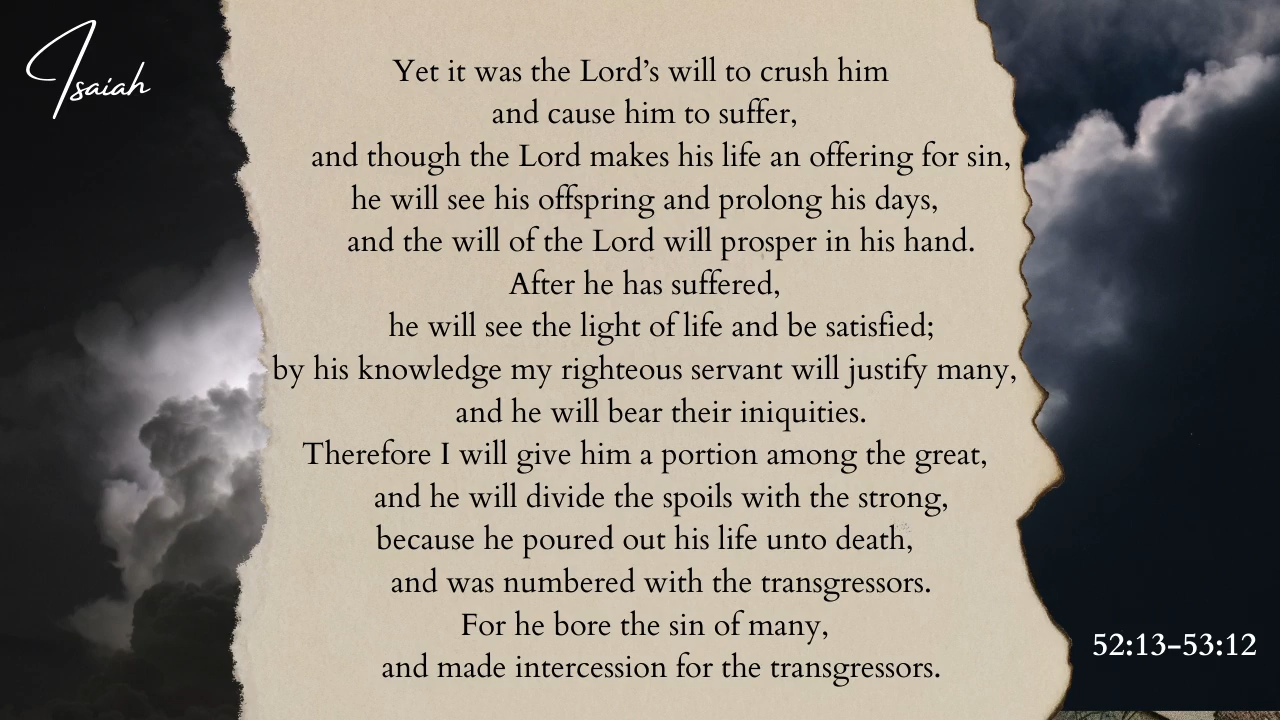 Isaiah
Yet it was the Lord’s will to crush him
and cause him to suffer,
and though the Lord makes his life an offering for sin,
he will see his offspring and prolong his days,
and the will of the Lord will prosper in his hand.
After he has suffered,
he will see the light of life and be satisfied;
by his knowledge my righteous servant will justify many,
and he will bear their iniquities.
Therefore I will give him a portion among the great,
and he will divide the spoils with the strong,
because he poured out his life unto death,
and was numbered with the transgressors.
For he bore the sin of many,
and made intercession for the transgressors.
52:13-53:12